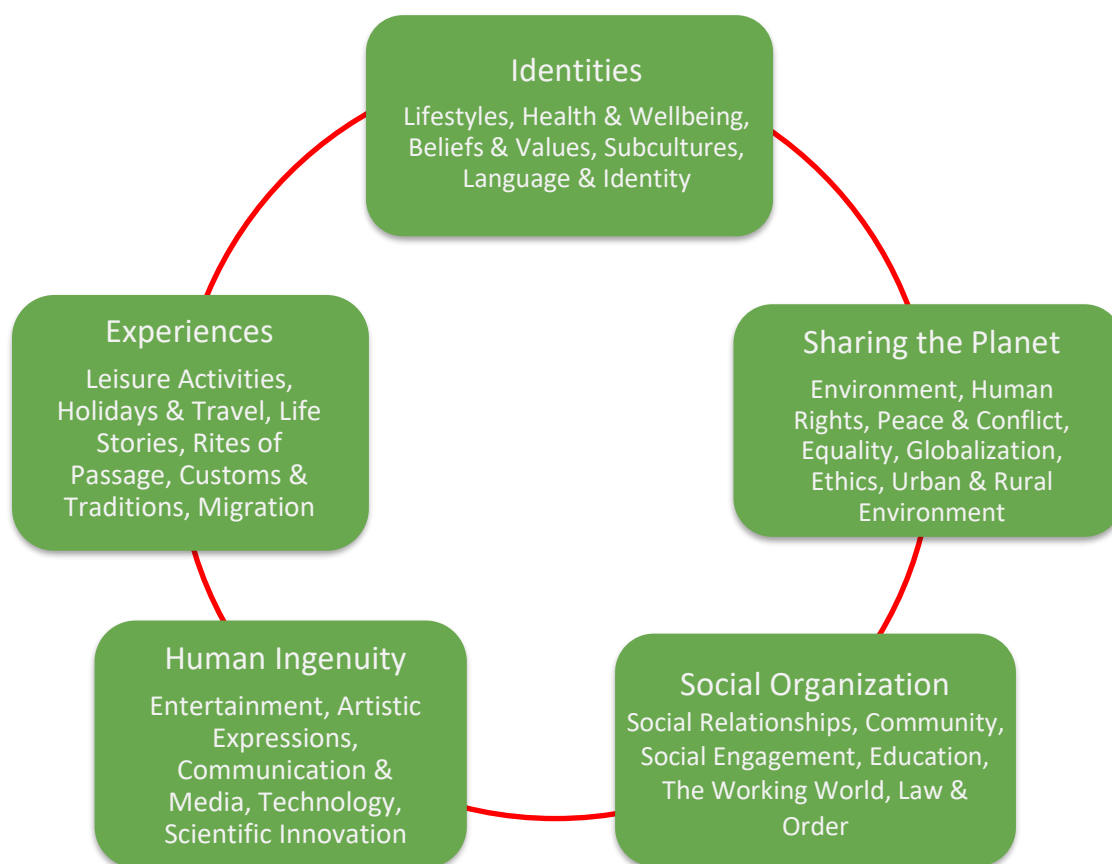 Identities
Lifestyles, Health & Wellbeing,
Beliefs & Values, Subcultures,
Language & Identity
Experiences
Leisure Activities,
Holidays & Travel, Life
Stories, Rites of
Passage, Customs &
Traditions, Migration
Sharing the Planet
Environment, Human
Rights, Peace & Conflict,
Equality, Globalization,
Ethics, Urban & Rural
Environment
Human Ingenuity
Entertainment, Artistic
Expressions,
Communication &
Media, Technology,
Scientific Innovation
Social Organization
Social Relationships, Community,
Social Engagement, Education,
The Working World, Law &
Order